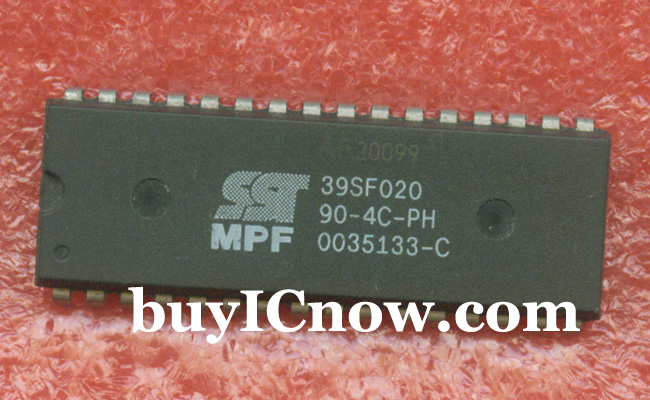 20099
SST
MPF
39SF020
90-4C-PH
0035133-C
buyICnow.com